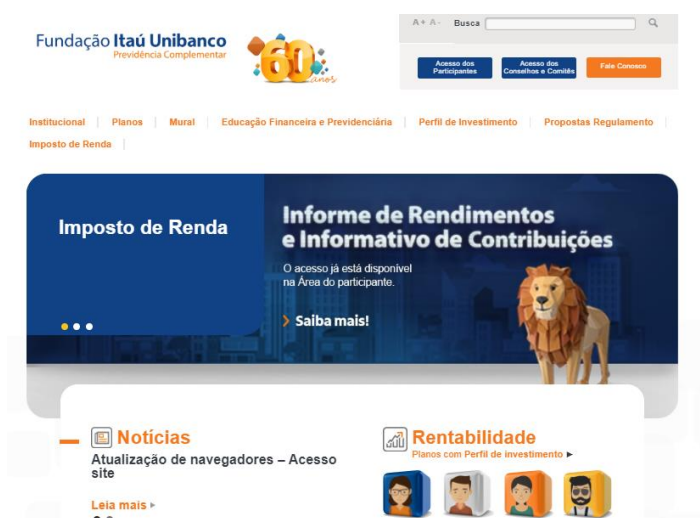 A+ A- Busca
Fundação Itaú Unibanco
Previdência Complementar
60
anos
Acesso dos
Participantes
Acesso dos
Conselhos e Comitês
Fale Conosco
Institucional
Planos
Mural
Educação Financeira e Previdenciária
Perfil de Investimento
Propostas Regulamento
Imposto de Renda
Imposto de Renda
Informe de Rendimentos
e Informativo de Contribuições
O acesso já está disponível
na Área do participante.
Saiba mais!
Notícias
Atualização de navegadores – Acesso
site
Leia mais
Rentabilidade
Planos com Perfil de investimento